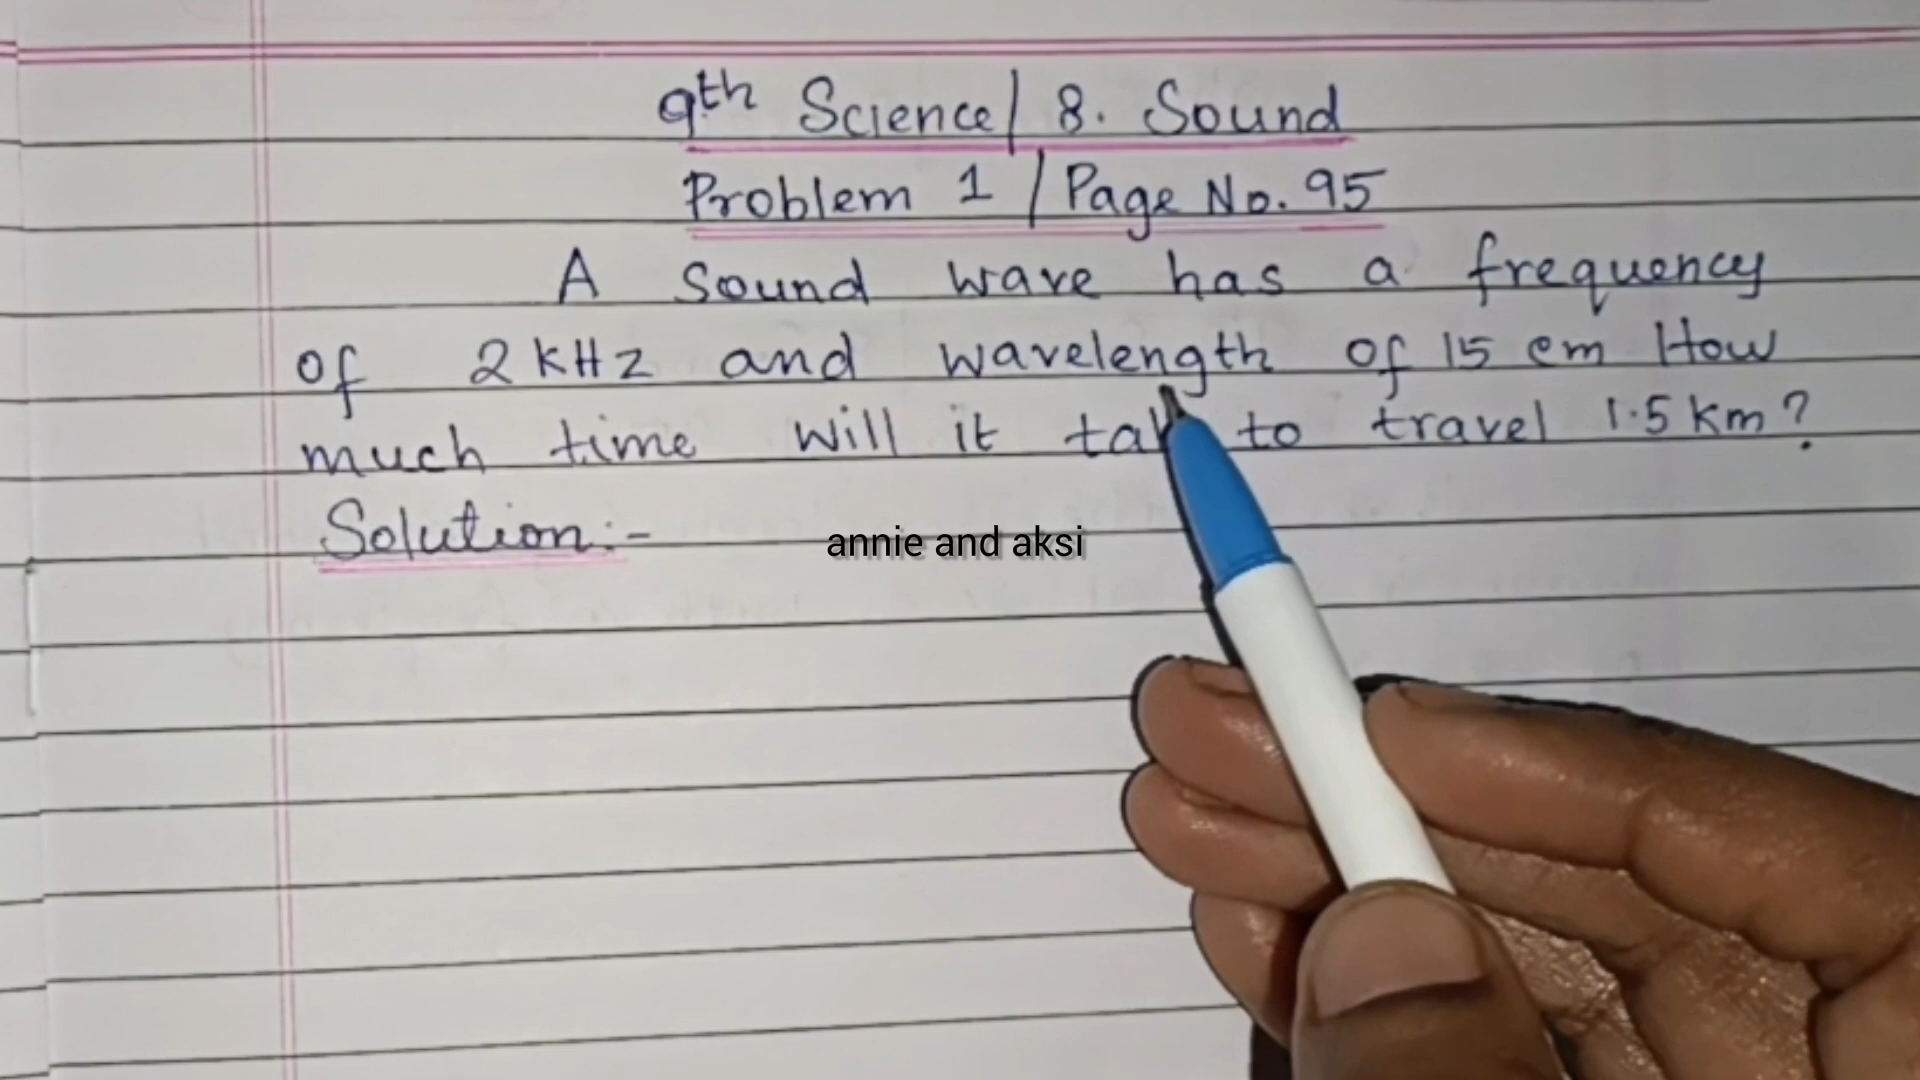 9th Science / 8. Sound
Problem 1 / Page No. 95
A sound wave has a frequency
of 2 kHz and wavelength of 15 cm How
much time will it to travel 1.5 km?
Solution:-
annie and aksi